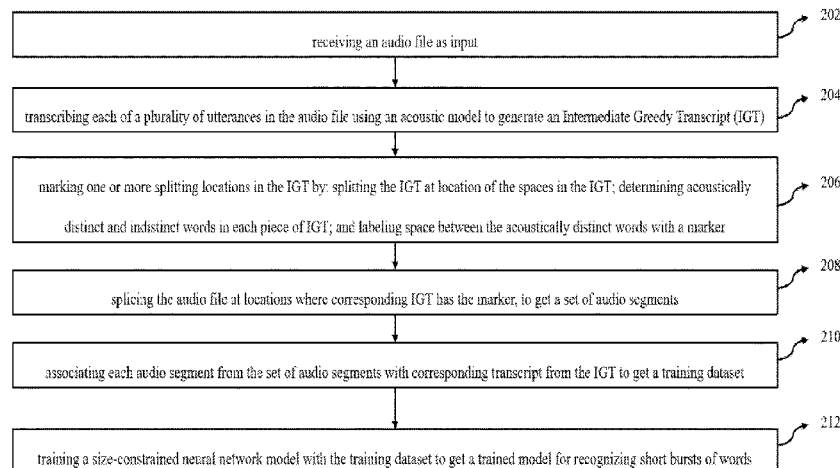 202
receiving an audio file as input
204
transcribing each of a plurality of utterances in the audio file using an acoustic model to generate an Intermediate Greedy Transcript (IGT)
206
marking one or more splitting locations in the IGT by: splitting the IGT at location of the spaces in the IGT; determining acoustically
distinct and indistinct words in each piece of IGT; and labeling space between the acoustically distinct words with a marker
208
splicing the audio file at locations where corresponding IGT has the marker, to get a set of audio segments
210
associating each audio segment from the set of audio segments with corresponding transcript from the IGT to get a training dataset
212
training a size-constrained neural network model with the training dataset to get a trained model for recognizing short bursts of words